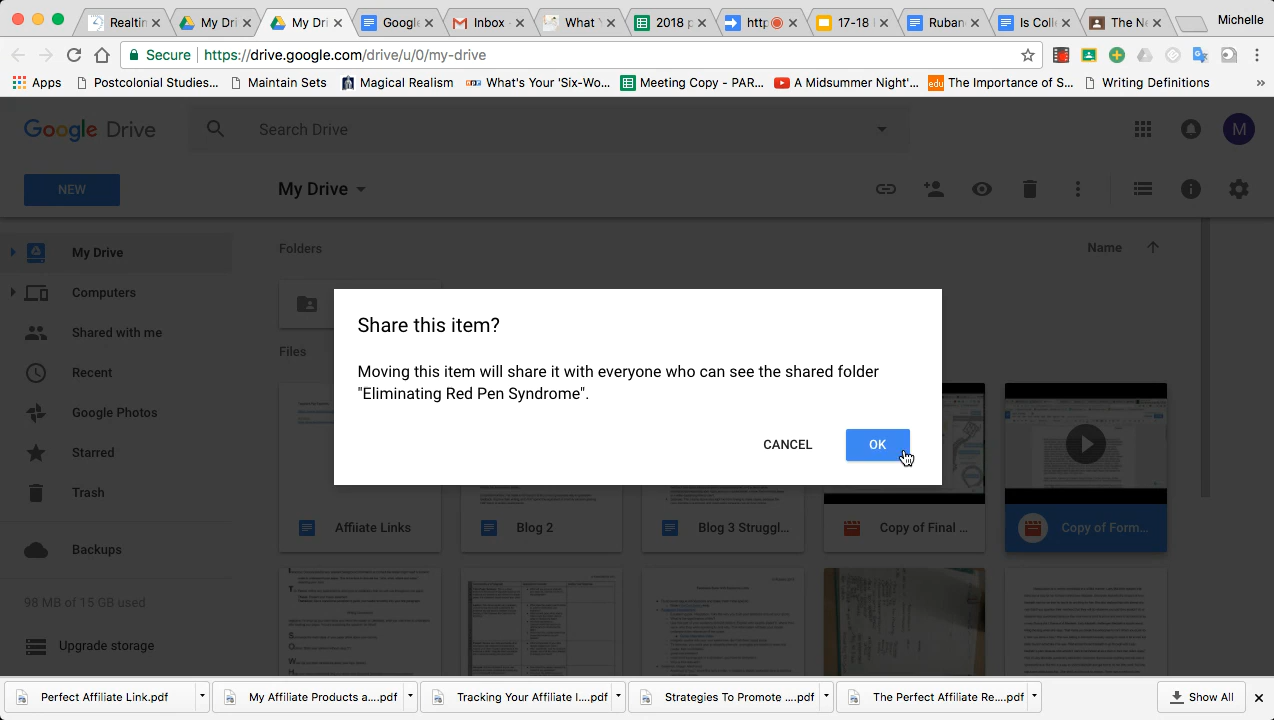 Realtin
My Dri
My Dri
Google
Inbox
What Y
2018 p
http
17-18
Ruban
Is Coll
The Ne
Michelle
Secure
https://drive.google.com/drive/u/0/my-drive
Apps
Postcolonial Studies...
Maintain Sets
Magical Realism
What's Your 'Six-Wo...
Meeting Copy - PAR...
A Midsummer Night'...
edu
The Importance of S...
Writing Definitions
»
Google Drive
Search Drive
M
NEW
My Drive
My Drive
Computers
Shared with me
Recent
Google Photos
Starred
Trash
Backups
98 MB of 15 GB used
Upgrade storage
Folders
Name
Files
Share this item?
Moving this item will share it with everyone who can see the shared folder
"Eliminating Red Pen Syndrome".
CANCEL
OK
Affiiate Links
Blog 2
Blog 3 Struggl...
Copy of Final ...
Copy of Form...
Perfect Affiliate Link.pdf
My Affiliate Products a....pdf
Tracking Your Affiliate l....pdf
Strategies To Promote ....pdf
The Perfect Affiliate Re....pdf
Show All